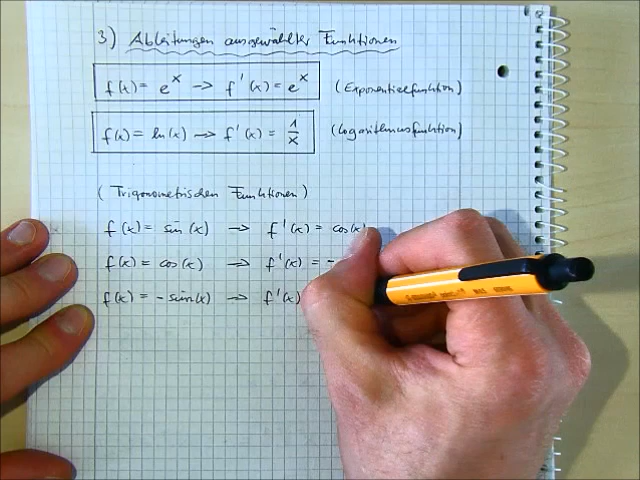 3) Ableitungen ausgewählter Funktionen
f(x) = e^x → f'(x) = e^x (Exponentialfunktion)
f(x) = ln(x) → f'(x) = 1/x (Logarithmusfunktion)
(Trigonometrischen Funktionen)
f(x) = sin(x) → f'(x) = cos(x)
f(x) = cos(x) → f'(x) = -
f(x) = -sin(x) → f'(x)